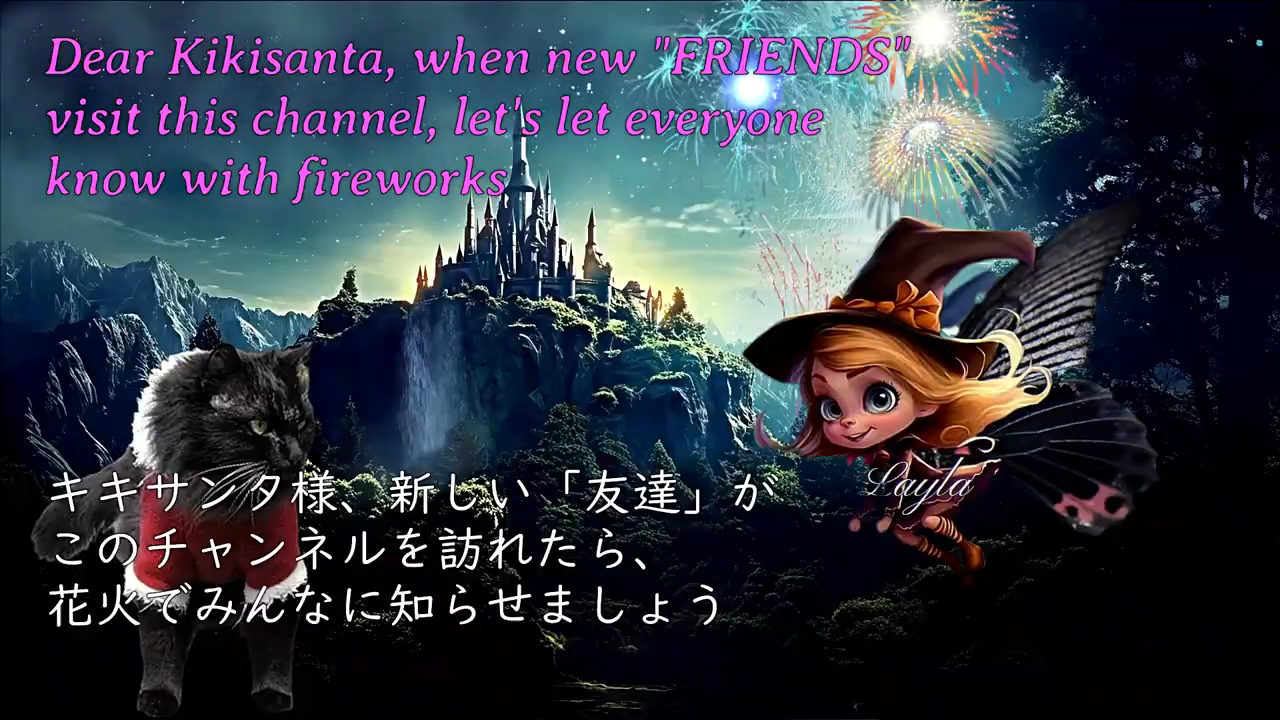 Dear Kikisanta, when new "FRIENDS"
visit this channel, let's let everyone
know with fireworks
Layla
キキサンタ様、新しい「友達」が
このチャンネルを訪れたら、
花火でみんなに知らせましょう